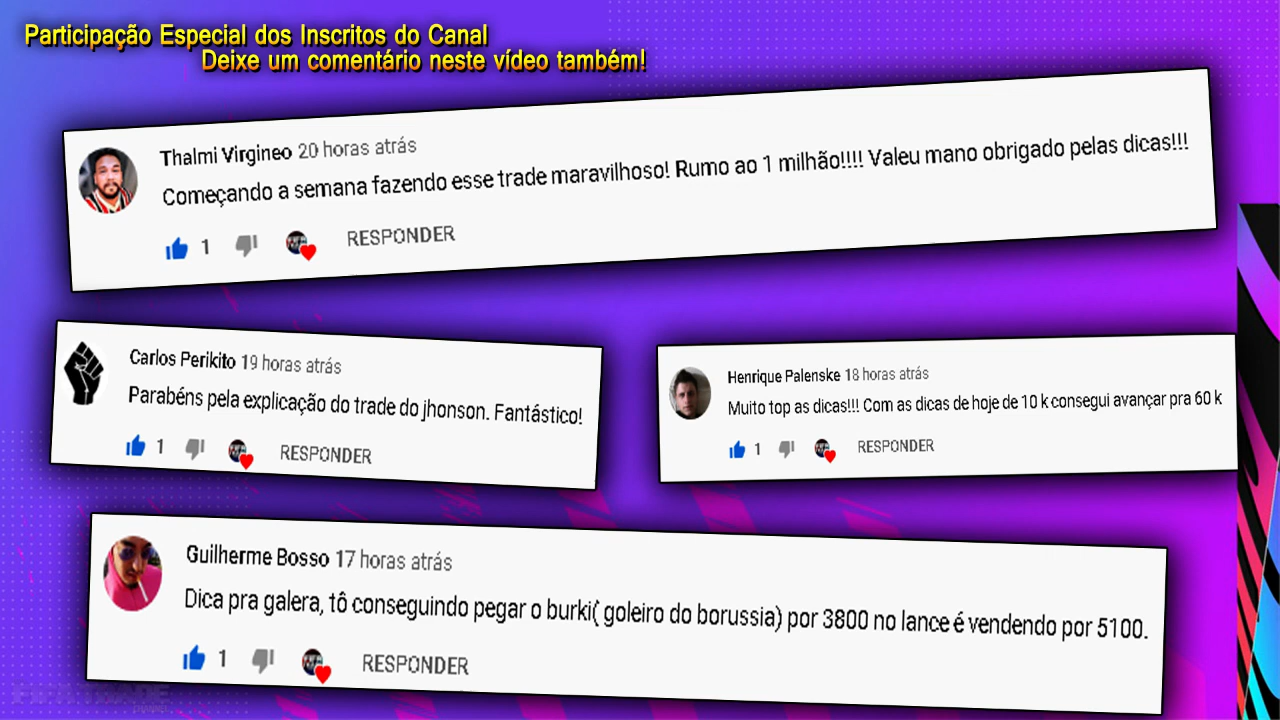 Participação Especial dos Inscritos do Canal
Deixe um comentário neste vídeo também!
Thalmi Virgineo 20 horas atrás
Começando a semana fazendo esse trade maravilhoso! Rumo ao 1 milhão!!!! Valeu mano obrigado pelas dicas!!!
1 RESPONDER
Carlos Perikito 19 horas atrás
Parabéns pela explicação do trade do jhonson. Fantástico!
1 RESPONDER
Henrique Palenske 18 horas atrás
Muito top as dicas!!! Com as dicas de hoje de 10 k consegui avançar pra 60 k
1 RESPONDER
Guilherme Bosso 17 horas atrás
Dica pra galera, tô conseguindo pegar o burki( goleiro do borussia) por 3800 no lance é vendendo por 5100.
1 RESPONDER